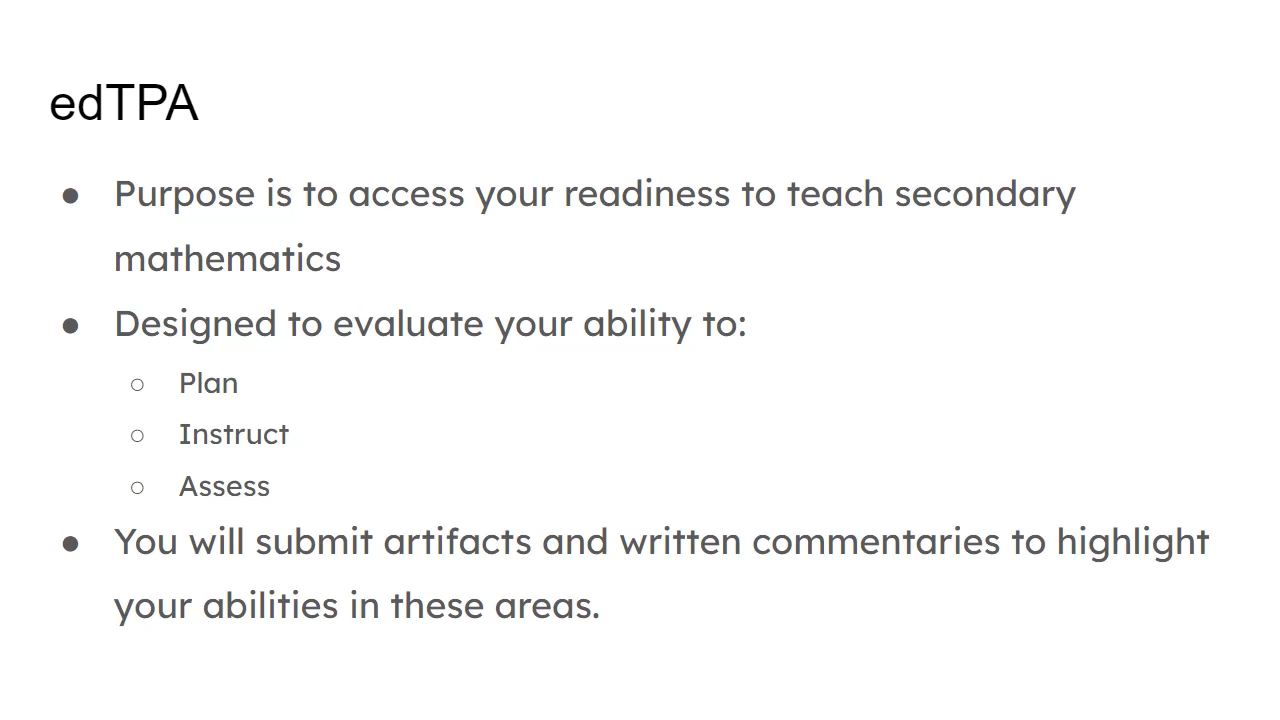 edTPA
● Purpose is to access your readiness to teach secondary
mathematics
● Designed to evaluate your ability to:
○ Plan
○ Instruct
○ Assess
● You will submit artifacts and written commentaries to highlight
your abilities in these areas.